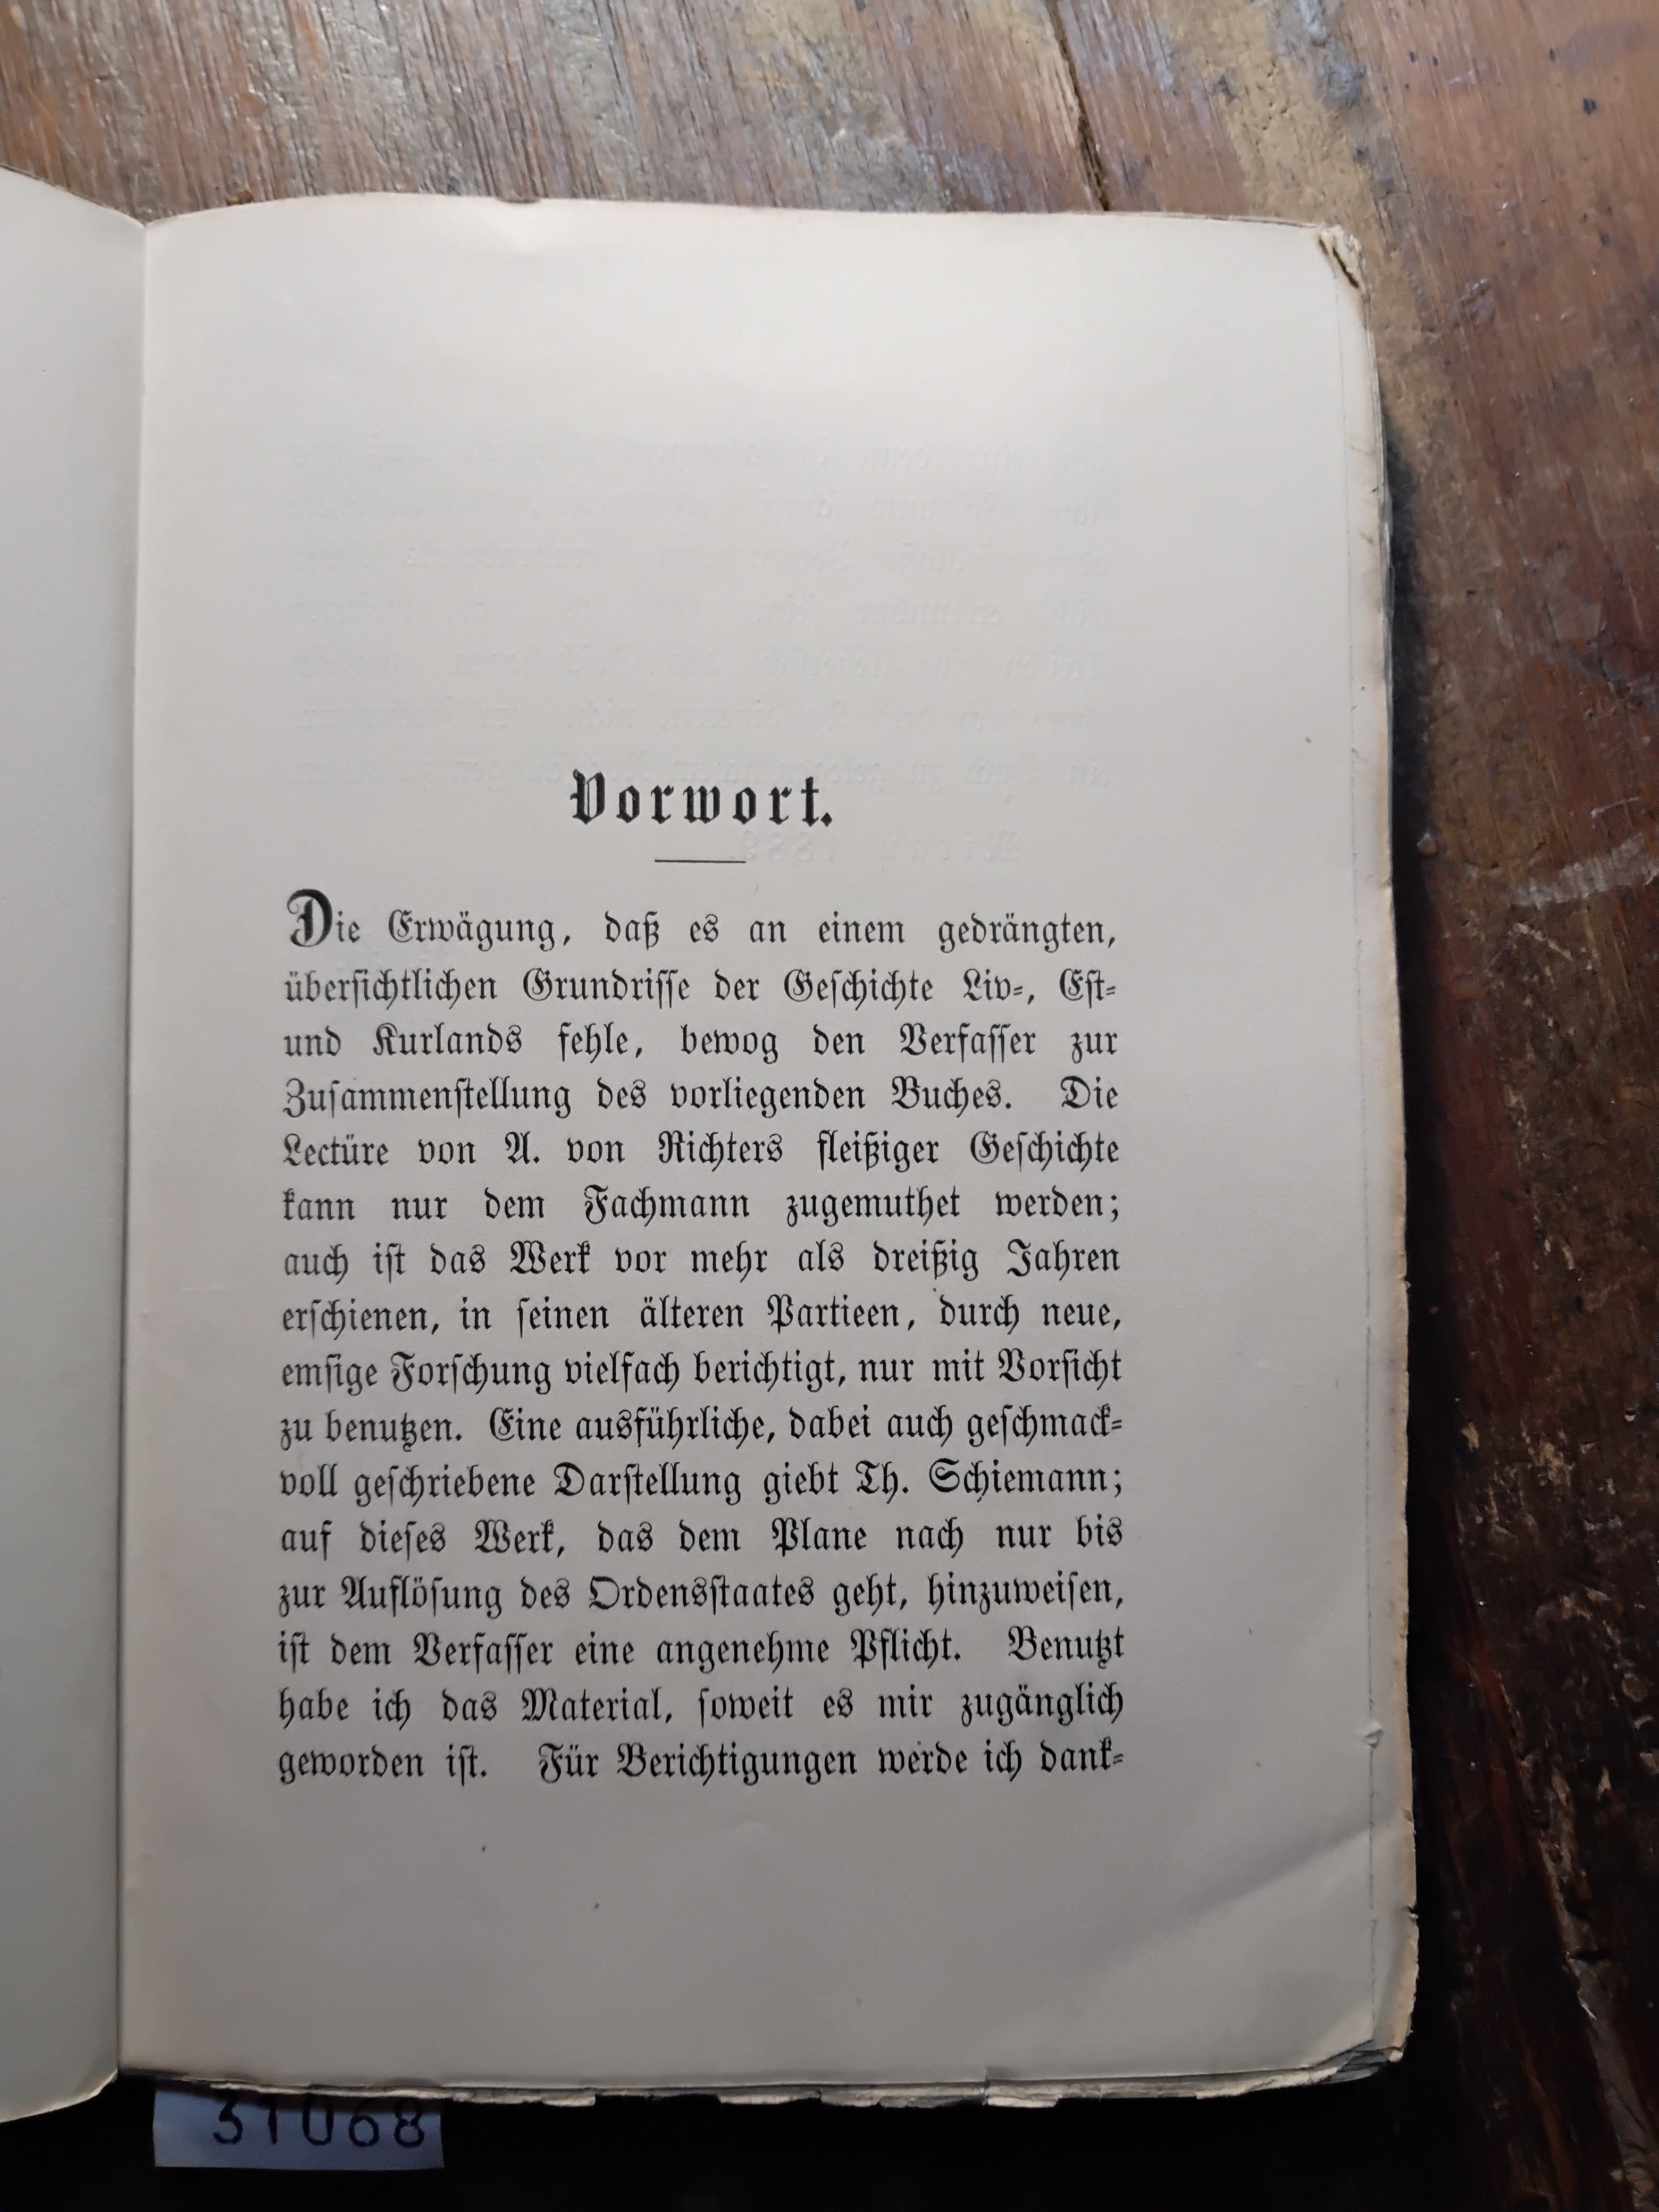 Vorwort.
Die Erwägung, daß es an einem gedrängten,
überſichtlichen Grundriſſe der Geſchichte Liv-, Eſt-
und Kurlands fehle, bewog den Verfaſſer zur
Zuſammenſtellung des vorliegenden Buches. Die
Lectüre von A. von Richters fleißiger Geſchichte
kann nur dem Fachmann zugemuthet werden;
auch iſt das Werk vor mehr als dreißig Jahren
erſchienen, in ſeinen älteren Partieen, durch neue,
emſige Forſchung vielfach berichtigt, nur mit Vorſicht
zu benutzen. Eine ausführliche, dabei auch geſchmack-
voll geſchriebene Darſtellung giebt Th. Schiemann;
auf dieſes Werk, das dem Plane nach nur bis
zur Auflöſung des Ordensſtaates geht, hinzuweiſen,
iſt dem Verfaſſer eine angenehme Pflicht. Benutzt
habe ich das Material, ſoweit es mir zugänglich
geworden iſt. Für Berichtigungen werde ich dank-
31068